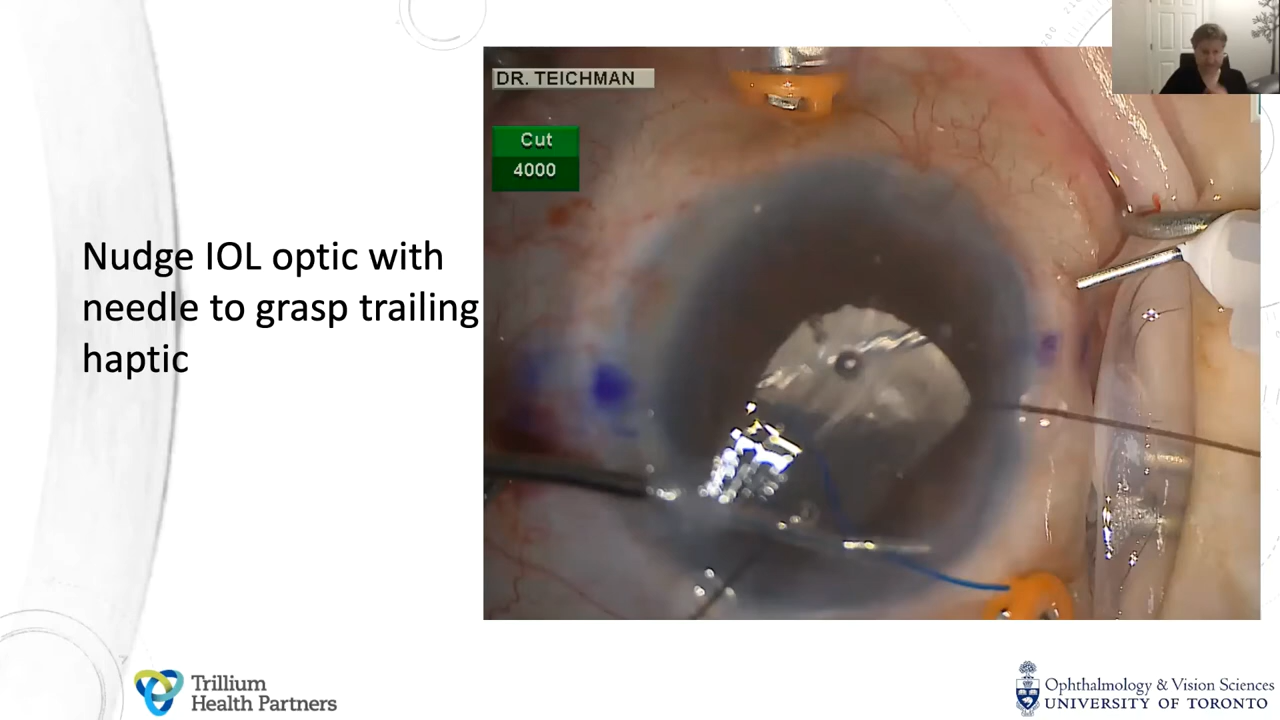 DR. TEICHMAN
Cut
4000
Nudge IOL optic with
needle to grasp trailing
haptic
Trillium
Health Partners
Ophthalmology & Vision Sciences
UNIVERSITY OF TORONTO